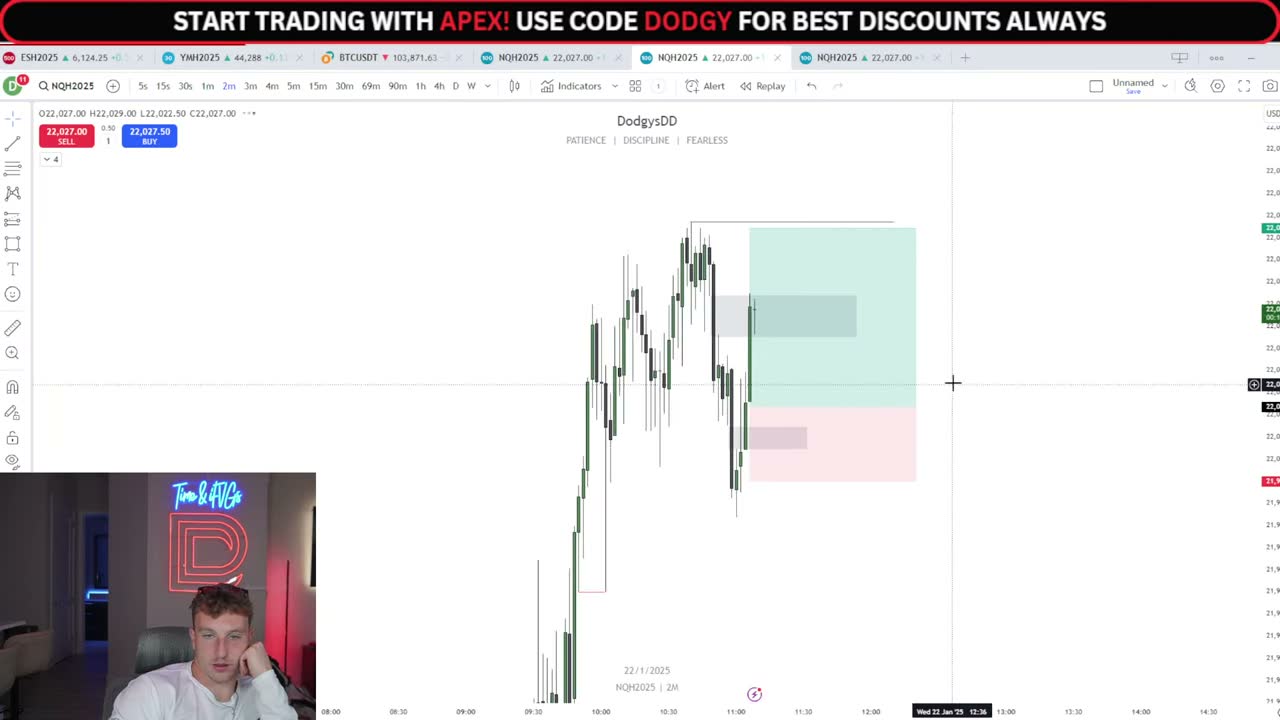 START TRADING WITH APEX! USE CODE DODGY FOR BEST DISCOUNTS ALWAYS
ESH2025 6,124.25
YMH2025 44,288
BTCUSDT 103,871.63
NQH2025 22,027.00
NQH2025 22,027.00
NQH2025 22,027.00
D 11 NQH2025 5s 15s 30s 1m 2m 3m 4m 5m 15m 30m 69m 90m 1h 4h D W Indicators Alert Replay Unnamed
Save
O22,027.00 H22,029.00 L22,022.50 C22,027.00
22,027.00
SELL
0.50
1
22,027.50
BUY
4
DodgysDD
PATIENCE | DISCIPLINE | FEARLESS
USD
Time & iFVGs
22/1/2025
NQH2025 | 2M
08:00 08:30 09:00 09:30 10:00 10:30 11:00 11:30 12:00 Wed 22 Jan '25 12:36 13:00 13:30 14:00 14:30